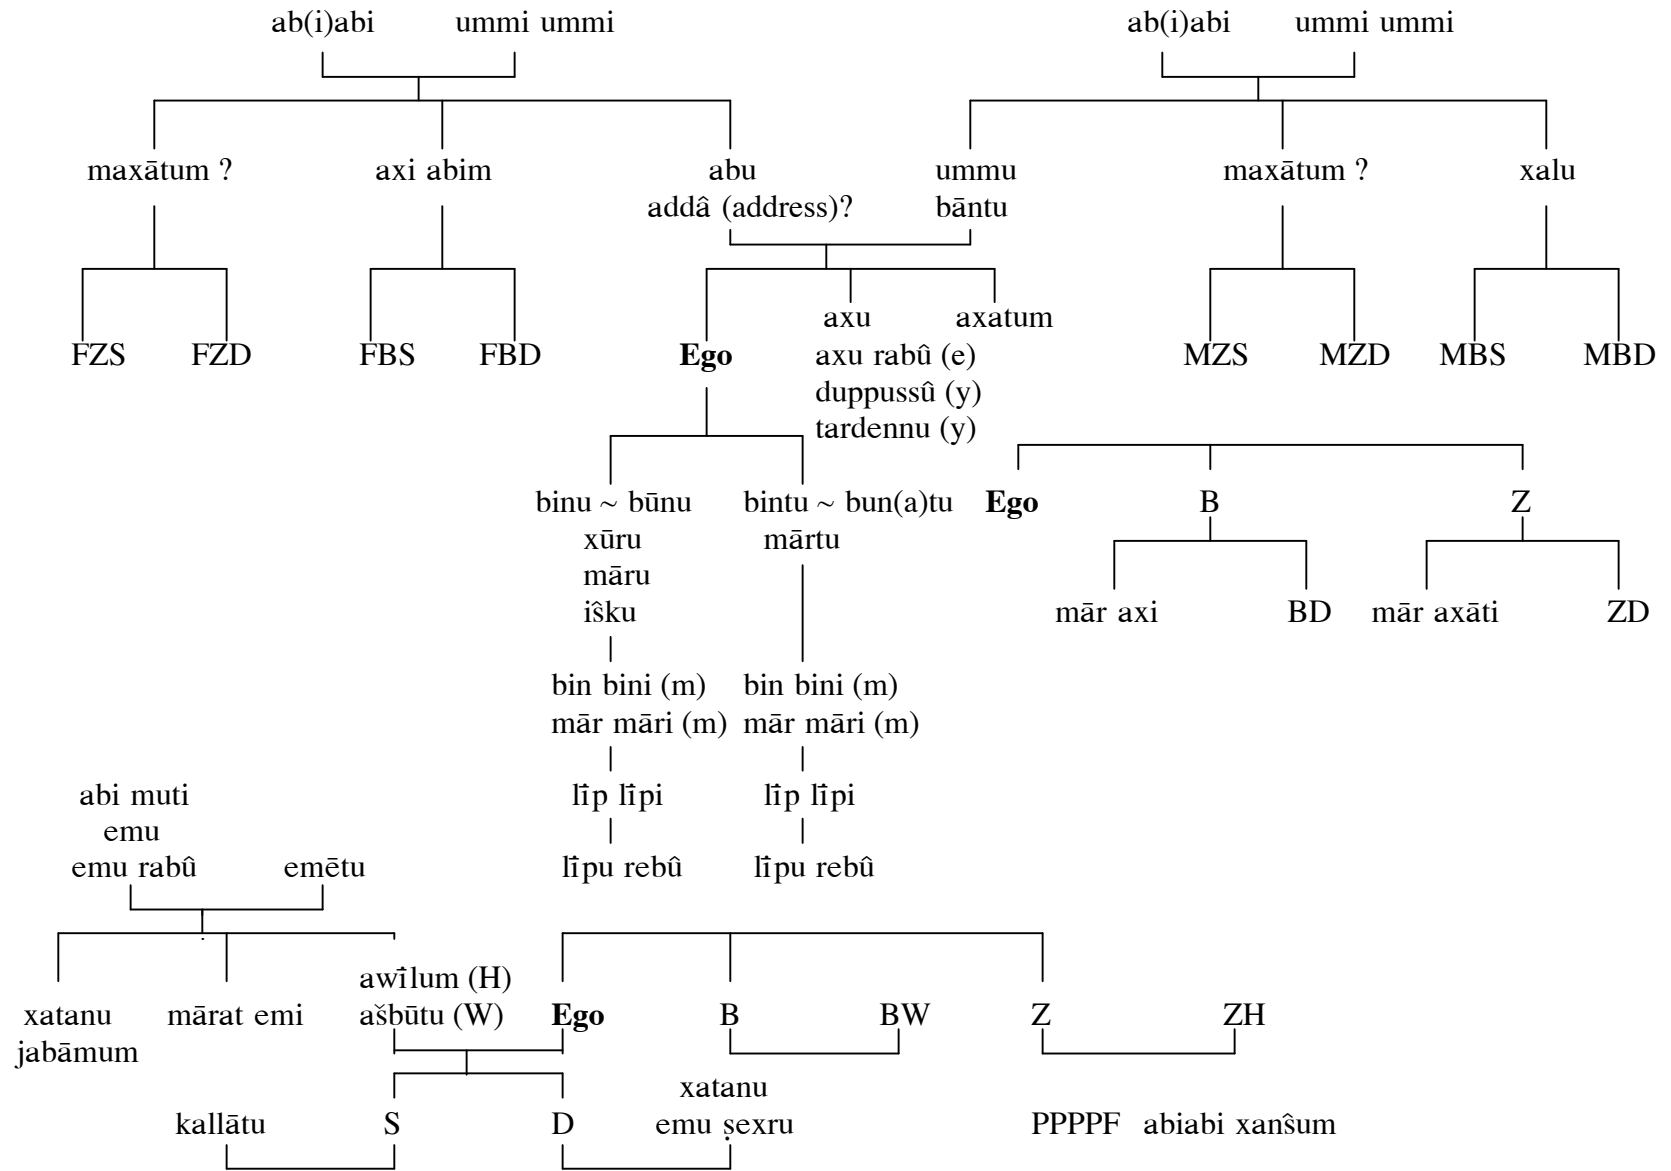 ab(i)abi ummi ummi ab(i)abi ummi ummi
maxātum ? axi abim abu ummu maxātum ? xalu
addâ (address)? bāntu
axu axatum
FZS FZD FBS FBD Ego axu rabû (e) MZS MZD MBS MBD
duppussû (y)
tardennu (y)
binu ~ būnu bintu ~ bun(a)tu Ego B Z
xūru mārtu
māru
iŝku mār axi BD mār axāti ZD
bin bini (m) bin bini (m)
mār māri (m) mār māri (m)
abi muti līp līpi līp līpi
emu
emu rabû emētu līpu rebû līpu rebû
awīlum (H)
xatanu mārat emi ašbūtu (W) Ego B BW Z ZH
jabāmum
xatanu
kallātu S D emu ṣexru PPPPF abiabi xanŝum